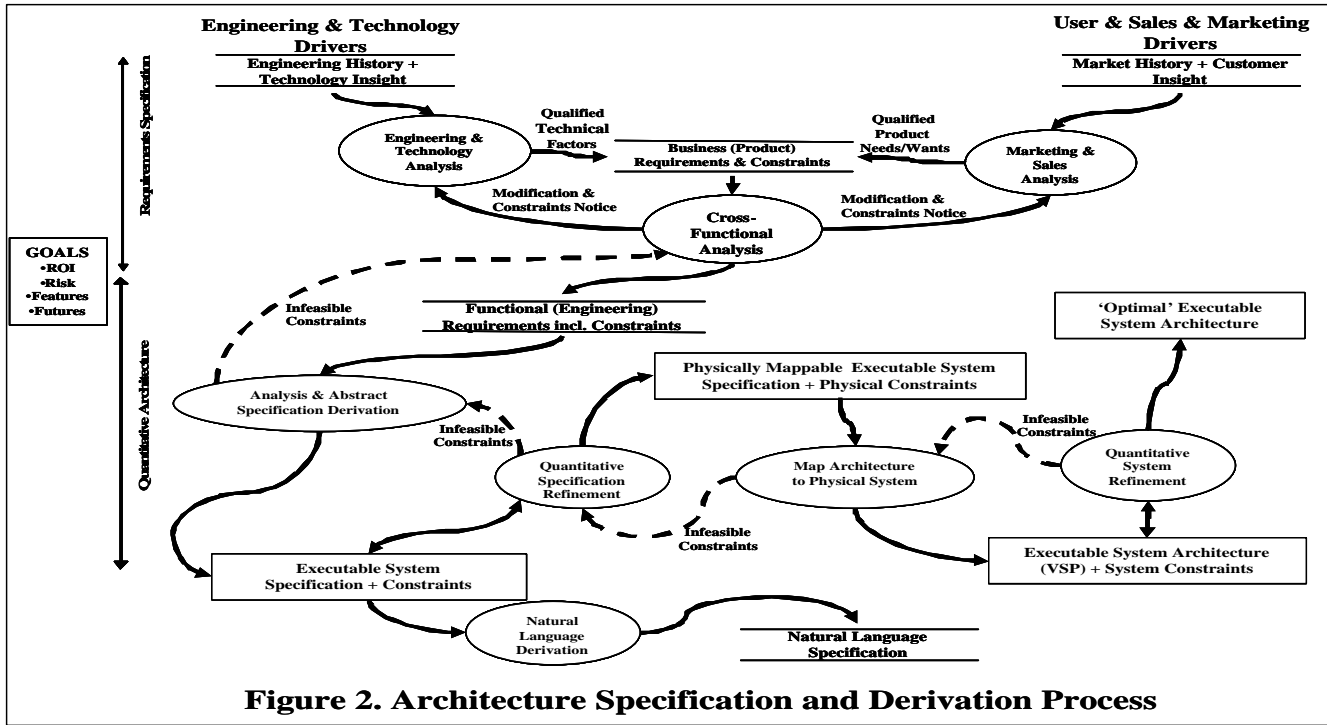 Engineering & Technology
Drivers
Engineering History +
Technology Insight
User & Sales & Marketing
Drivers
Market History + Customer
Insight
Requirements Specification
Engineering &
Technology
Analysis
Qualified
Technical
Factors
Business (Product)
Requirements & Constraints
Qualified
Product
Needs/Wants
Marketing &
Sales
Analysis
Modification &
Constraints Notice
Cross-
Functional
Analysis
Modification &
Constraints Notice
GOALS
•ROI
•Risk
•Features
•Futures
Infeasible
Constraints
Functional (Engineering)
Requirements incl. Constraints
‘Optimal’ Executable
System Architecture
Quantitative Architecture
Analysis & Abstract
Specification Derivation
Physically Mappable Executable System
Specification + Physical Constraints
Infeasible
Constraints
Infeasible
Constraints
Quantitative
Specification
Refinement
Map Architecture
to Physical System
Quantitative
System
Refinement
Infeasible
Constraints
Executable System
Specification + Constraints
Executable System Architecture
(VSP) + System Constraints
Natural
Language
Derivation
Natural Language
Specification
Figure 2. Architecture Specification and Derivation Process